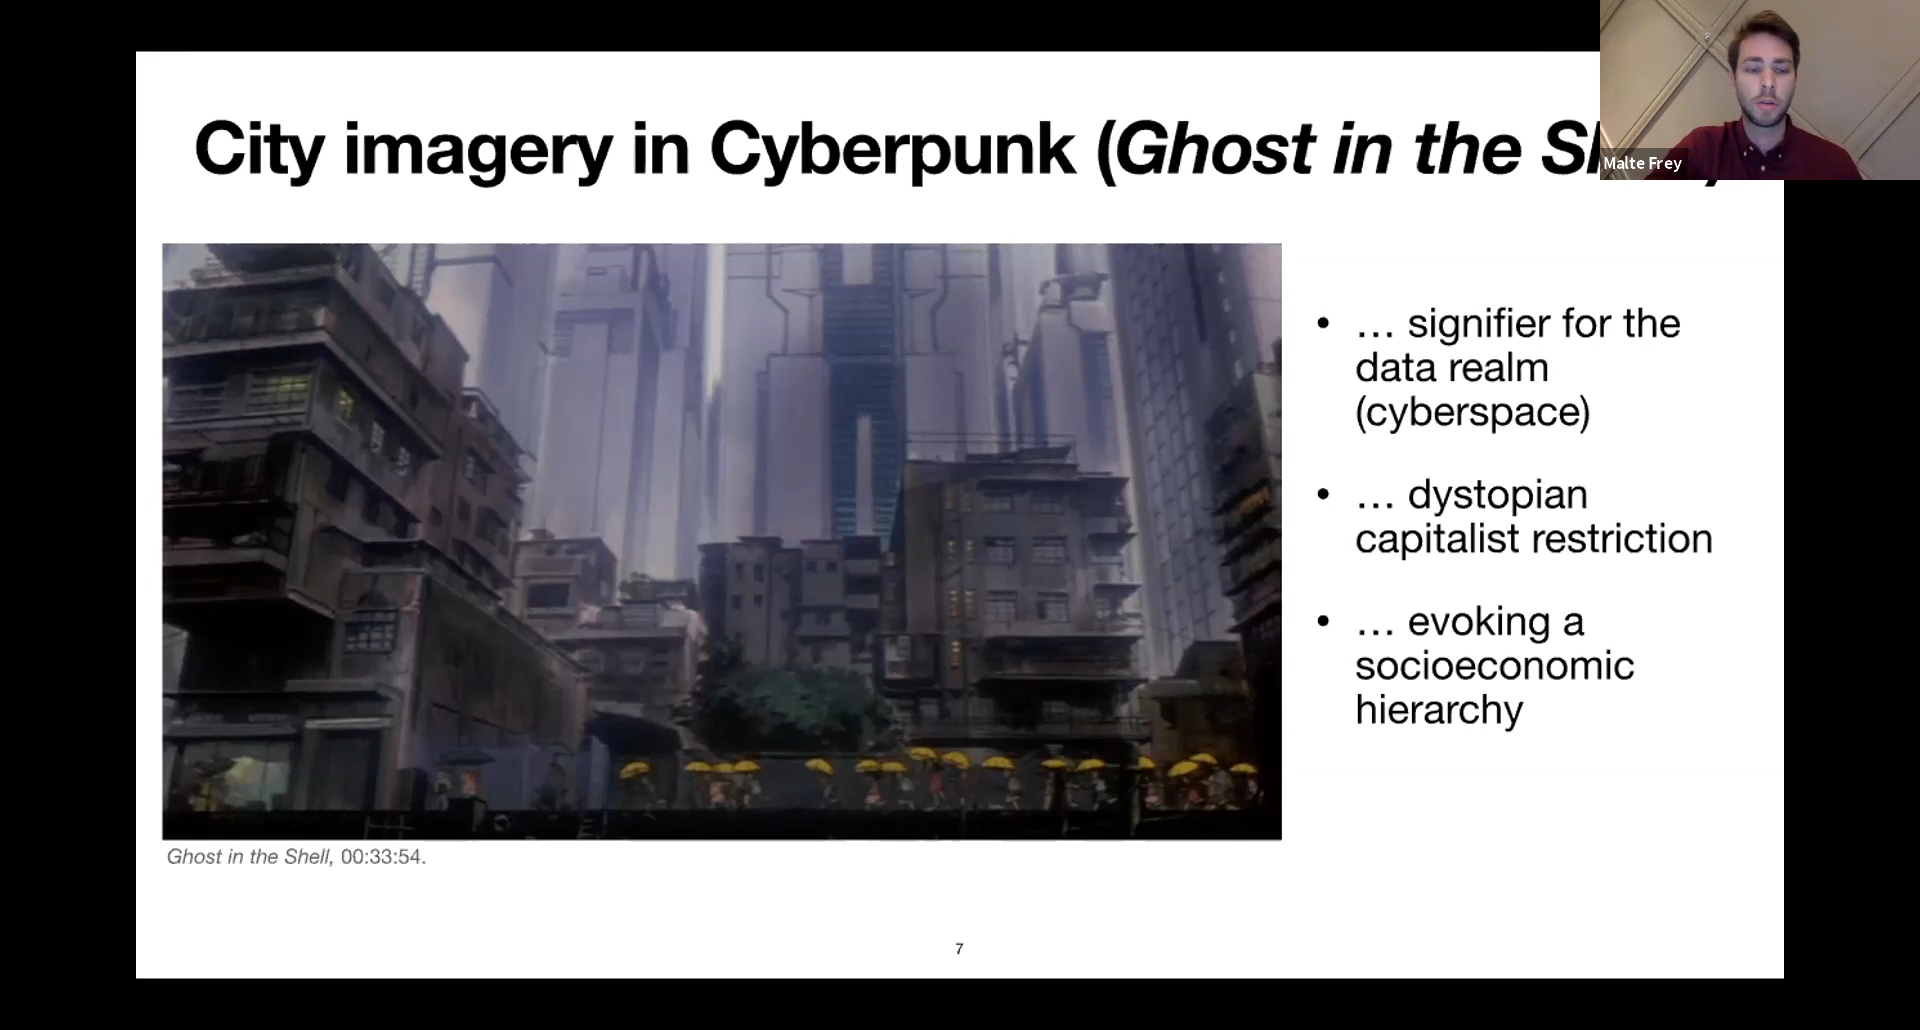 City imagery in Cyberpunk (Ghost in the
Malte Frey
… signifier for the
data realm
(cyberspace)
… dystopian
capitalist restriction
… evoking a
socioeconomic
hierarchy
Ghost in the Shell, 00:33:54.
7